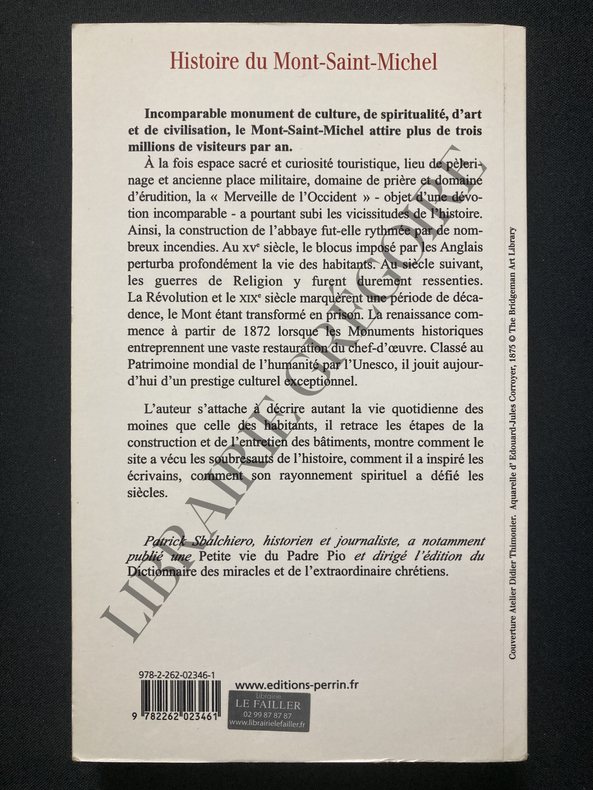 Histoire du Mont-Saint-Michel
Incomparable monument de culture, de spiritualité, d'art
et de civilisation, le Mont-Saint-Michel attire plus de trois
millions de visiteurs par an.
À la fois espace sacré et curiosité touristique, lieu de pèleri-
nage et ancienne place militaire, domaine de prière et domaine
d'érudition, la « Merveille de l'Occident » - objet d'une dévo-
tion incomparable - a pourtant subi les vicissitudes de l'histoire.
Ainsi, la construction de l'abbaye fut-elle rythmée par de nom-
breux incendies. Au XVe siècle, le blocus imposé par les Anglais
perturba profondément la vie des habitants. Au siècle suivant,
les guerres de Religion y furent durement ressenties.
La Révolution et le XIXe siècle marquèrent une période de déca-
dence, le Mont étant transformé en prison. La renaissance com-
mence à partir de 1872 lorsque les Monuments historiques
entreprennent une vaste restauration du chef-d'œuvre. Classé au
Patrimoine mondial de l'humanité par l'Unesco, il jouit aujour-
d'hui d'un prestige culturel exceptionnel.
L'auteur s'attache à décrire autant la vie quotidienne des
moines que celle des habitants, il retrace les étapes de la
construction et de l'entretien des bâtiments, montre comment le
site a vécu les soubresauts de l'histoire, comment il a inspiré les
écrivains, comment son rayonnement spirituel a défié les
siècles.
Patrick Sbalchiero, historien et journaliste, a notamment
publié une Petite vie du Padre Pio et dirigé l'édition du
Dictionnaire des miracles et de l'extraordinaire chrétiens.
978-2-262-02346-1
9 782262 023461
www.editions-perrin.fr
Librairie
LE FAILLER
02 99 87 87 87
www.librairielefailler.fr
Couverture Atelier Didier Thimonier. Aquarelle d' Edouard-Jules Corroyer, 1875 © The Bridgeman Art Library
LIBRAIRIE GRÉGOIRE